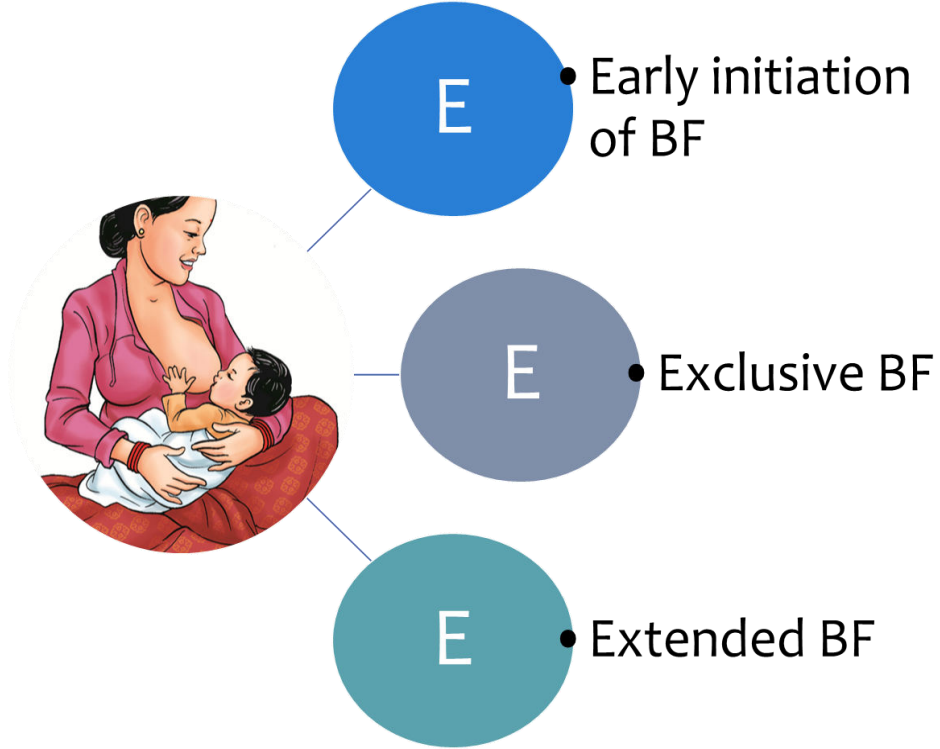 E
Early initiation
of BF
E
Exclusive BF
E
Extended BF